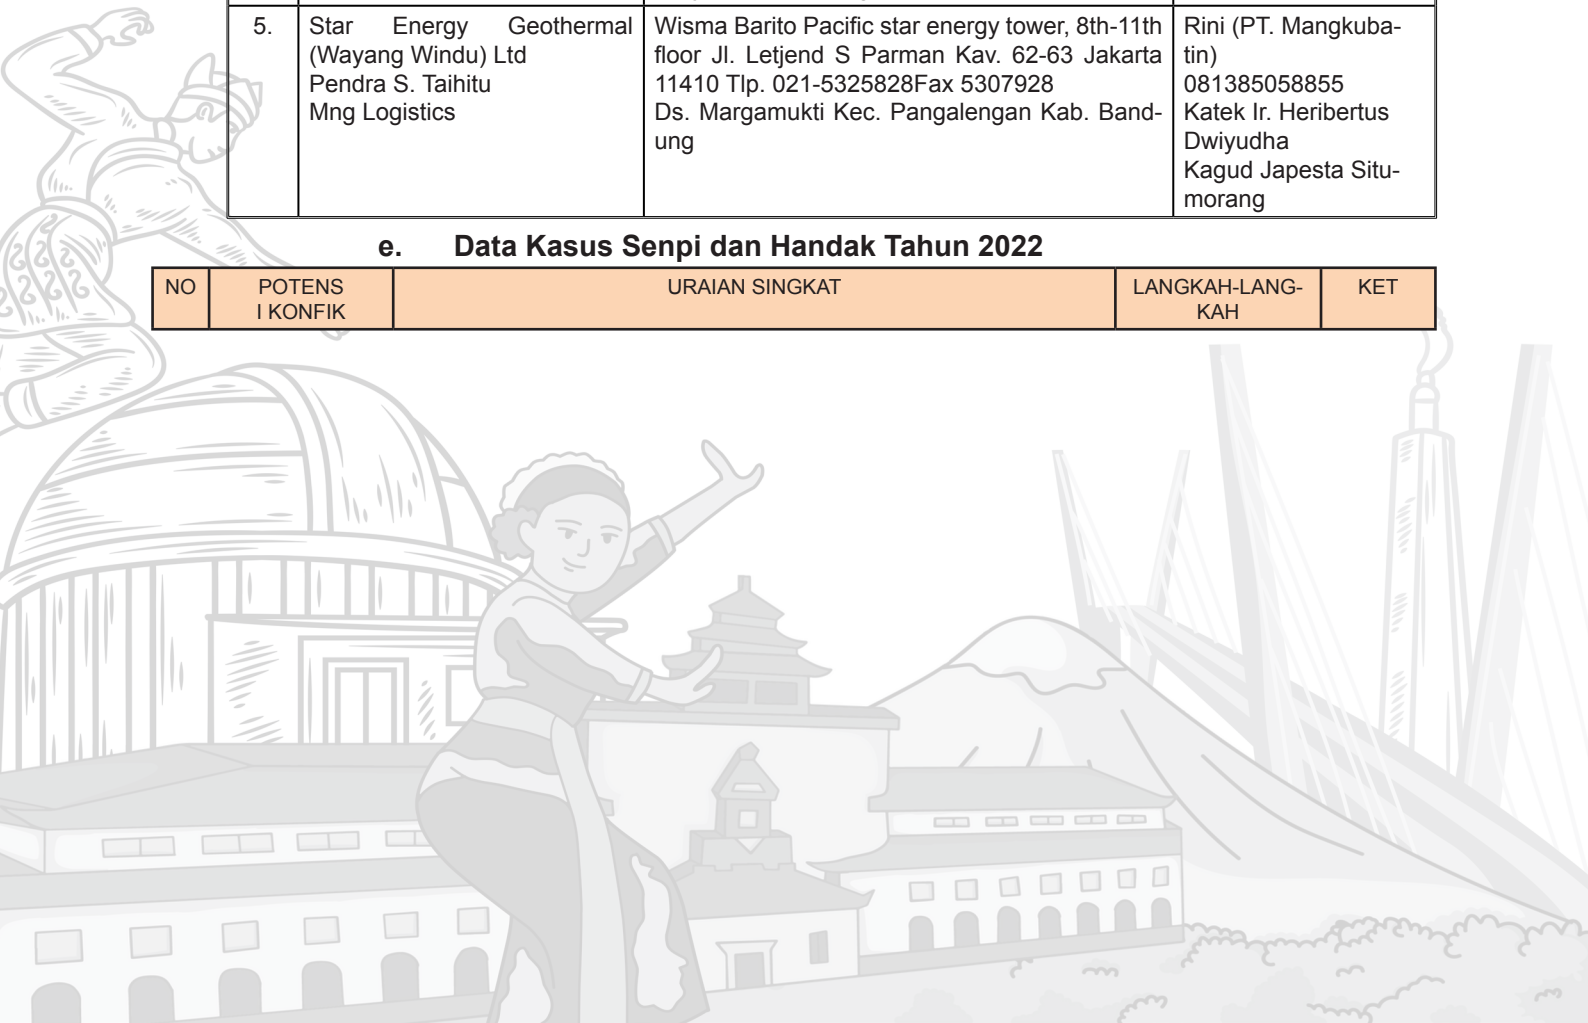 5.
Star Energy Geothermal
(Wayang Windu) Ltd
Pendra S. Taihitu
Mng Logistics
Wisma Barito Pacific star energy tower, 8th-11th
floor Jl. Letjend S Parman Kav. 62-63 Jakarta
11410 Tlp. 021-5325828Fax 5307928
Ds. Margamukti Kec. Pangalengan Kab. Band-
ung
Rini (PT. Mangkuba-
tin)
081385058855
Katek Ir. Heribertus
Dwiyudha
Kagud Japesta Situ-
morang
e. Data Kasus Senpi dan Handak Tahun 2022
NO
POTENS
I KONFIK
URAIAN SINGKAT
LANGKAH-LANG-
KAH
KET